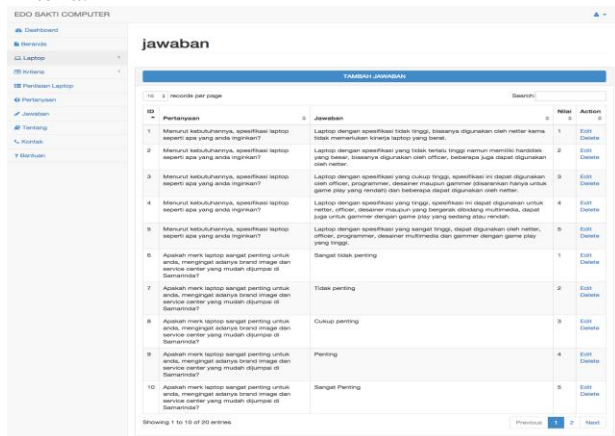 EDO SAKTI COMPUTER
Dashboard
Beranda
Laptop
Kriteria
Penilaian Laptop
Pertanyaan
Jawaban
Tentang
Kontak
Bantuan
jawaban
TAMBAH JAWABAN
10 records per page
Search:
ID Pertanyaan Jawaban Nilai Action
1 Menurut kebutuhannya, spesifikasi laptop Laptop dengan spesifikasi tidak tinggi, biasanya digunakan oleh netter karna 1 Edit
seperti apa yang anda inginkan? tidak memerlukan kinerja laptop yang berat. Delete
2 Menurut kebutuhannya, spesifikasi laptop Laptop dengan spesifikasi yang tidak terlalu tinggi namun memiliki harddisk 2 Edit
seperti apa yang anda inginkan? yang besar, biasanya digunakan oleh officer, beberapa juga dapat digunakan Delete
oleh netter.
3 Menurut kebutuhannya, spesifikasi laptop Laptop dengan spesifikasi yang cukup tinggi, spesifikasi ini dapat digunakan 3 Edit
seperti apa yang anda inginkan? oleh officer, programmer, desainer maupun gammer (disarankan hanya untuk Delete
game play yang rendah) dan beberapa dapat digunakan oleh netter.
4 Menurut kebutuhannya, spesifikasi laptop Laptop dengan spesifikasi yang tinggi, spesifikasi ini dapat digunakan untuk 4 Edit
seperti apa yang anda inginkan? netter, officer, desainer maupun yang bergerak dibidang multimedia, dapat Delete
juga untuk gammer dengan game play yang sedang atau rendah.
5 Menurut kebutuhannya, spesifikasi laptop Laptop dengan spesifikasi yang sangat tinggi, dapat digunakan oleh netter, 5 Edit
seperti apa yang anda inginkan? officer, programmer, desainer multimedia dan gammer dengan game play Delete
yang tinggi.
6 Apakah merk laptop sangat penting untuk Sangat tidak penting 1 Edit
anda, mengingat adanya brand image dan Delete
service center yang mudah dijumpai di
Samarinda?
7 Apakah merk laptop sangat penting untuk Tidak penting 2 Edit
anda, mengingat adanya brand image dan Delete
service center yang mudah dijumpai di
Samarinda?
8 Apakah merk laptop sangat penting untuk Cukup penting 3 Edit
anda, mengingat adanya brand image dan Delete
service center yang mudah dijumpai di
Samarinda?
9 Apakah merk laptop sangat penting untuk Penting 4 Edit
anda, mengingat adanya brand image dan Delete
service center yang mudah dijumpai di
Samarinda?
10 Apakah merk laptop sangat penting untuk Sangat Penting 5 Edit
anda, mengingat adanya brand image dan Delete
service center yang mudah dijumpai di
Samarinda?
Showing 1 to 10 of 20 entries
Previous 1 2 Next